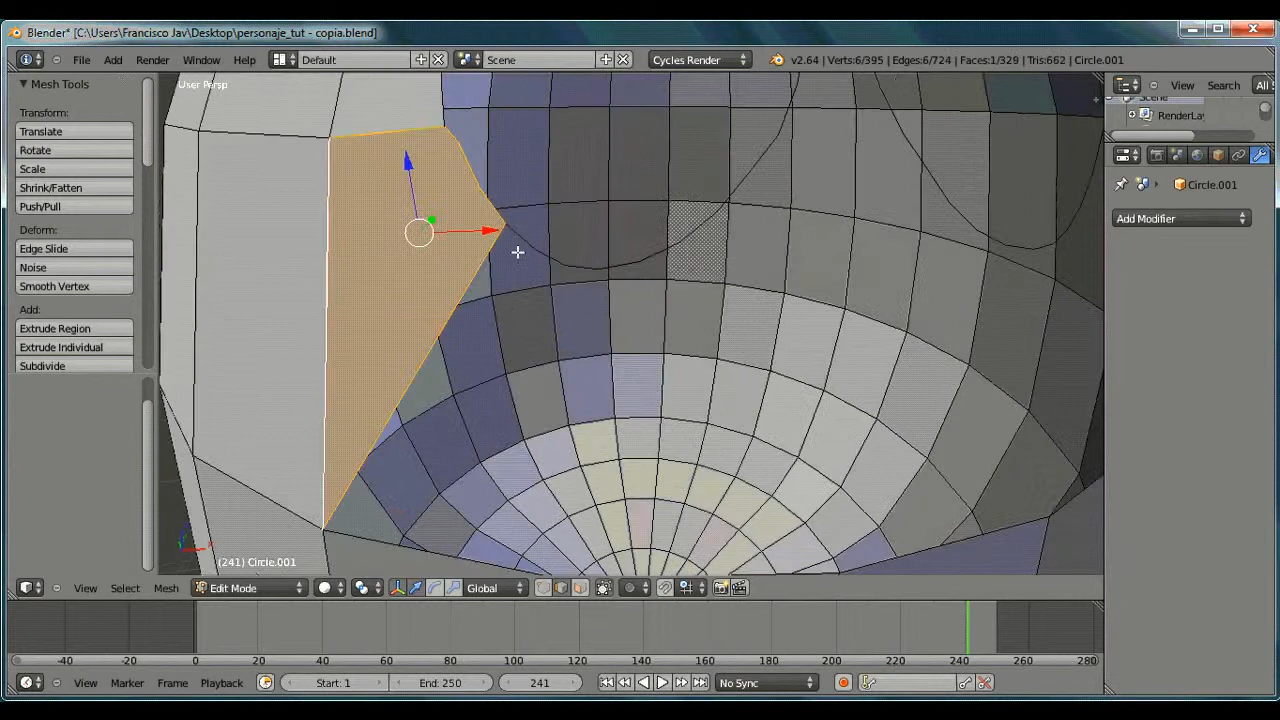 Blender* [C:\Users\Francisco Jav\Desktop\personaje_tut - copia.blend]
File Add Render Window Help Default Scene Cycles Render v2.64 | Verts:6/395 | Edges:6/724 | Faces:1/329 | Tris:662 | Circle.001
Mesh Tools
Transform:
Translate
Rotate
Scale
Shrink/Fatten
Push/Pull
Deform:
Edge Slide
Noise
Smooth Vertex
Add:
Extrude Region
Extrude Individual
Subdivide
User Persp
(241) Circle.001
View Search All S
Scene
RenderLay
Circle.001
Add Modifier
View Select Mesh Edit Mode Global
-40 -20 0 20 40 60 80 100 120 140 160 180 200 220 240 260 280
View Marker Frame Playback Start: 1 End: 250 241 No Sync